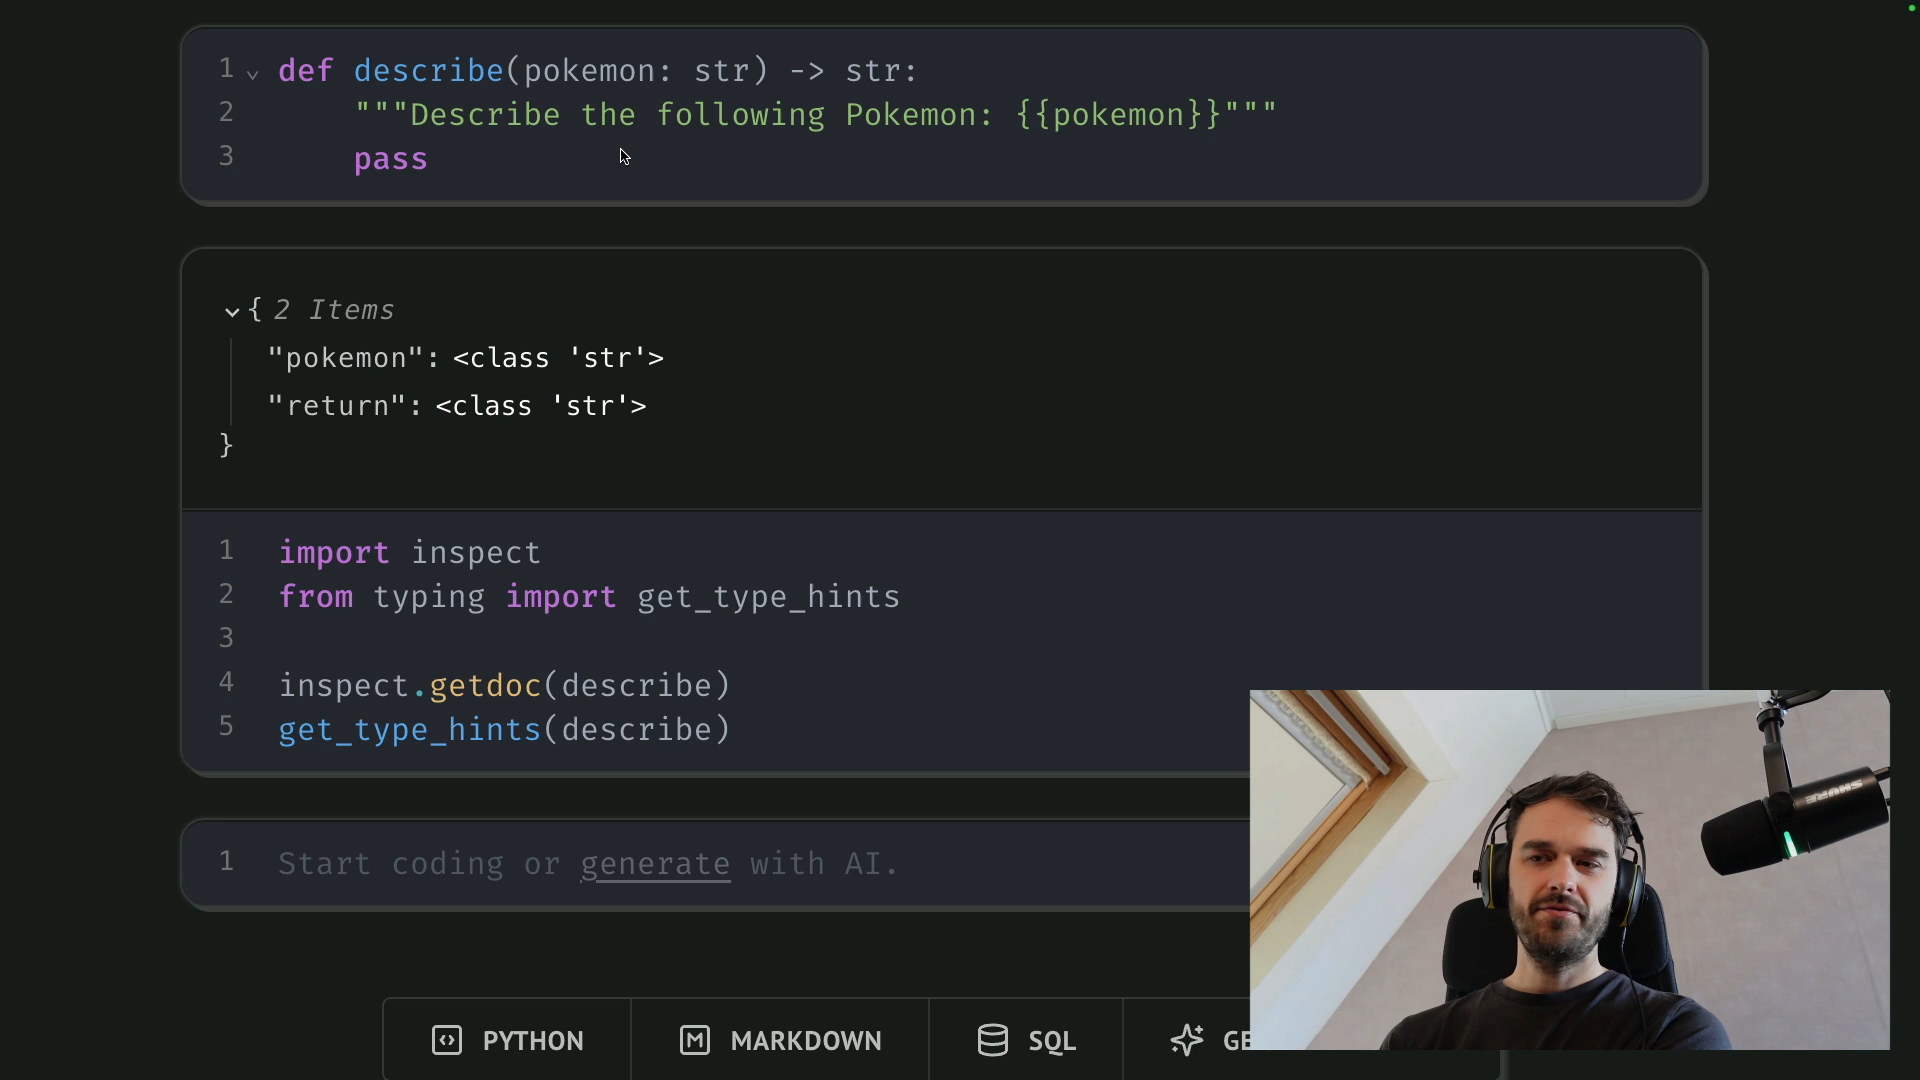 1 def describe(pokemon: str) -> str:
2 """Describe the following Pokemon: {{pokemon}}"""
3 pass
{ 2 Items
"pokemon": <class 'str'>
"return": <class 'str'>
}
1 import inspect
2 from typing import get_type_hints
3
4 inspect.getdoc(describe)
5 get_type_hints(describe)
1 Start coding or generate with AI.
PYTHON
MARKDOWN
SQL
GE
SHURE